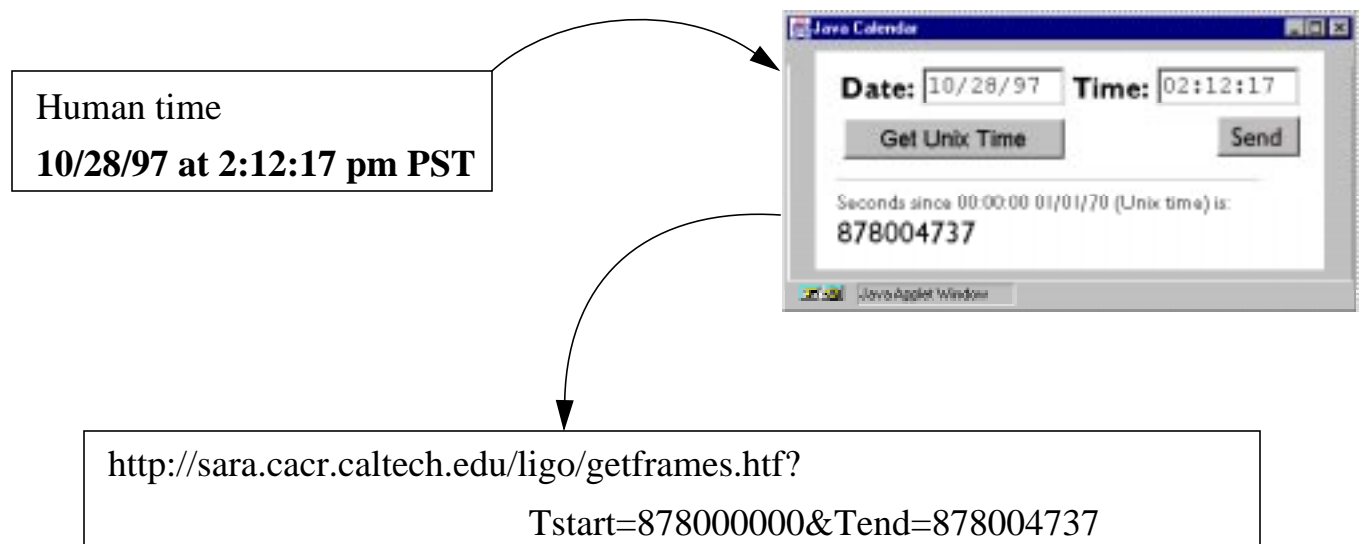 Java Calendar
Date: 10/28/97 Time: 02:12:17
Get Unix Time Send
Seconds since 00:00:00 01/01/70 (Unix time) is:
878004737
Java Applet Window
Human time
10/28/97 at 2:12:17 pm PST
http://sara.cacr.caltech.edu/ligo/getframes.htf?
Tstart=878000000&Tend=878004737